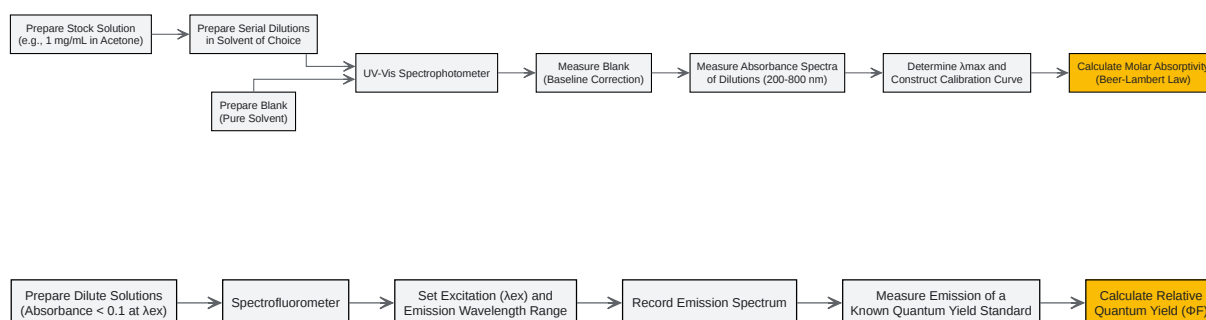 Prepare Stock Solution
(e.g., 1 mg/mL in Acetone)
Prepare Serial Dilutions
in Solvent of Choice
Prepare Blank
(Pure Solvent)
UV-Vis Spectrophotometer
Measure Blank
(Baseline Correction)
Measure Absorbance Spectra
of Dilutions (200-800 nm)
Determine λmax and
Construct Calibration Curve
Calculate Molar Absorptivity
(Beer-Lambert Law)
Prepare Dilute Solutions
(Absorbance < 0.1 at λex)
Spectrofluorometer
Set Excitation (λex) and
Emission Wavelength Range
Record Emission Spectrum
Measure Emission of a
Known Quantum Yield Standard
Calculate Relative
Quantum Yield (ΦF)